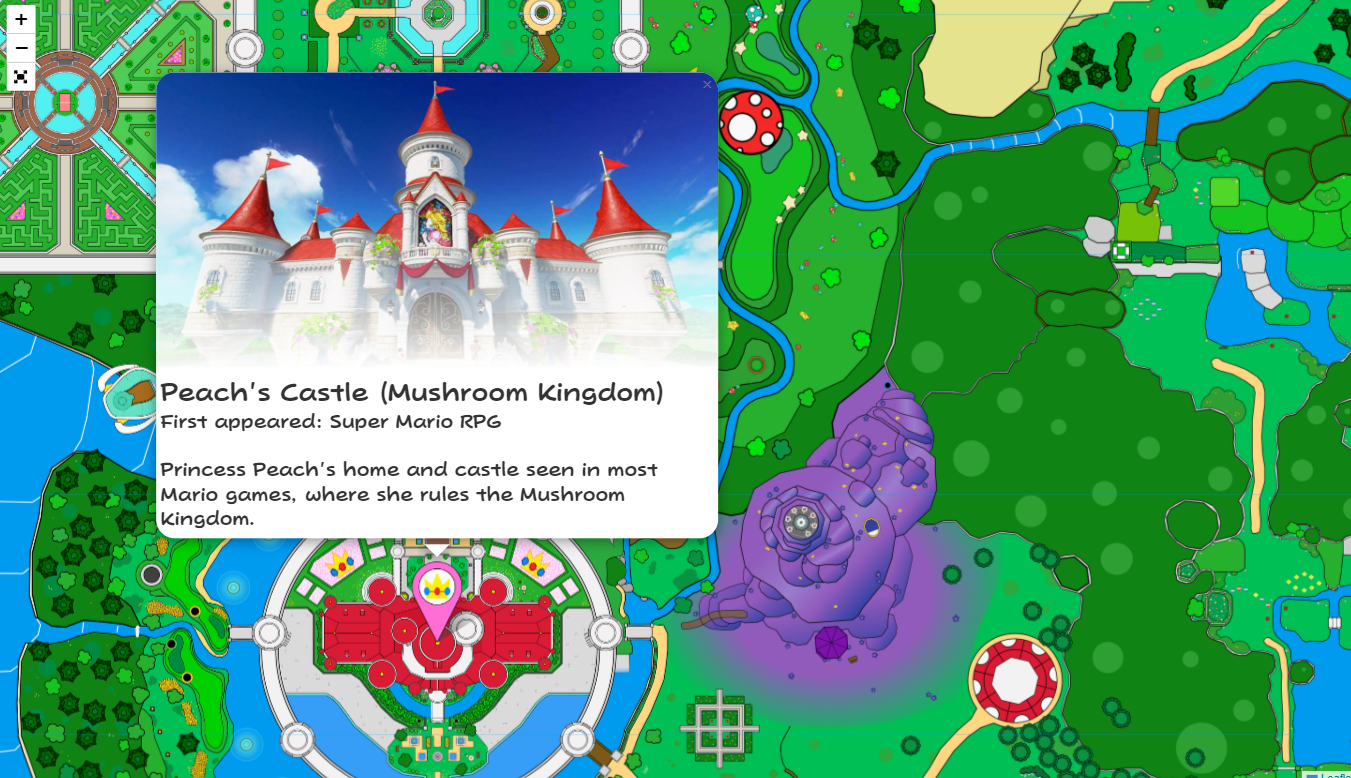 +
−
×
Peach's Castle (Mushroom Kingdom)
First appeared: Super Mario RPG
Princess Peach's home and castle seen in most
Mario games, where she rules the Mushroom
Kingdom.